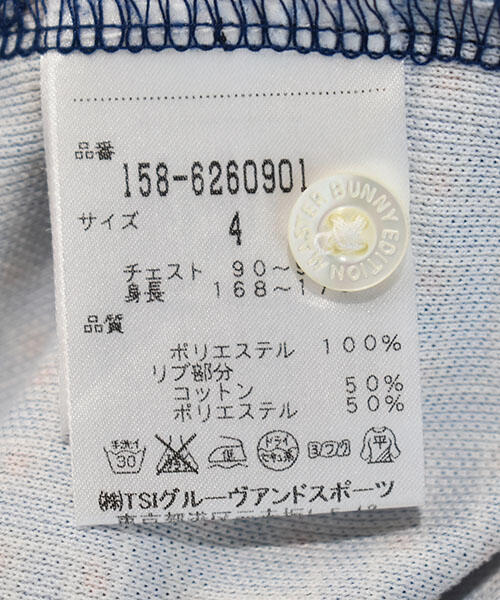 品番
158-6260901
サイズ 4
チェスト 90～
身長 168～17
品質
ポリエステル 100%
リブ部分
コットン 50%
ポリエステル 50%
手洗イ 30 低 ドライ ヨワク 平
㈱TSIグルーヴアンドスポーツ
MASTER BUNNY EDITION